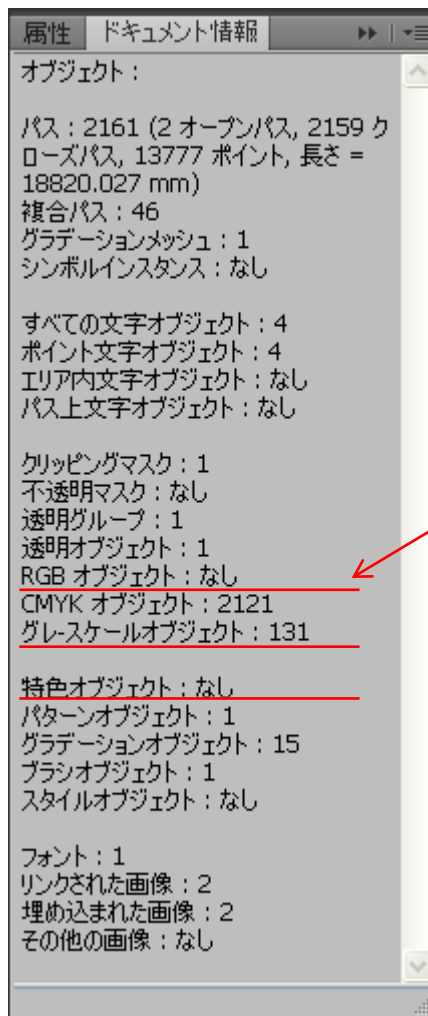 属性 ドキュメント情報
オブジェクト：
パス：2161 (2 オープンパス, 2159 ク
ローズパス, 13777 ポイント, 長さ =
18820.027 mm)
複合パス：46
グラデーションメッシュ：1
シンボルインスタンス：なし
すべての文字オブジェクト：4
ポイント文字オブジェクト：4
エリア内文字オブジェクト：なし
パス上文字オブジェクト：なし
クリッピングマスク：1
不透明マスク：なし
透明グループ：1
透明オブジェクト：1
RGB オブジェクト：なし
CMYK オブジェクト：2121
グレースケールオブジェクト：131
特色オブジェクト：なし
パターンオブジェクト：1
グラデーションオブジェクト：15
ブラシオブジェクト：1
スタイルオブジェクト：なし
フォント：1
リンクされた画像：2
埋め込まれた画像：2
その他の画像：なし